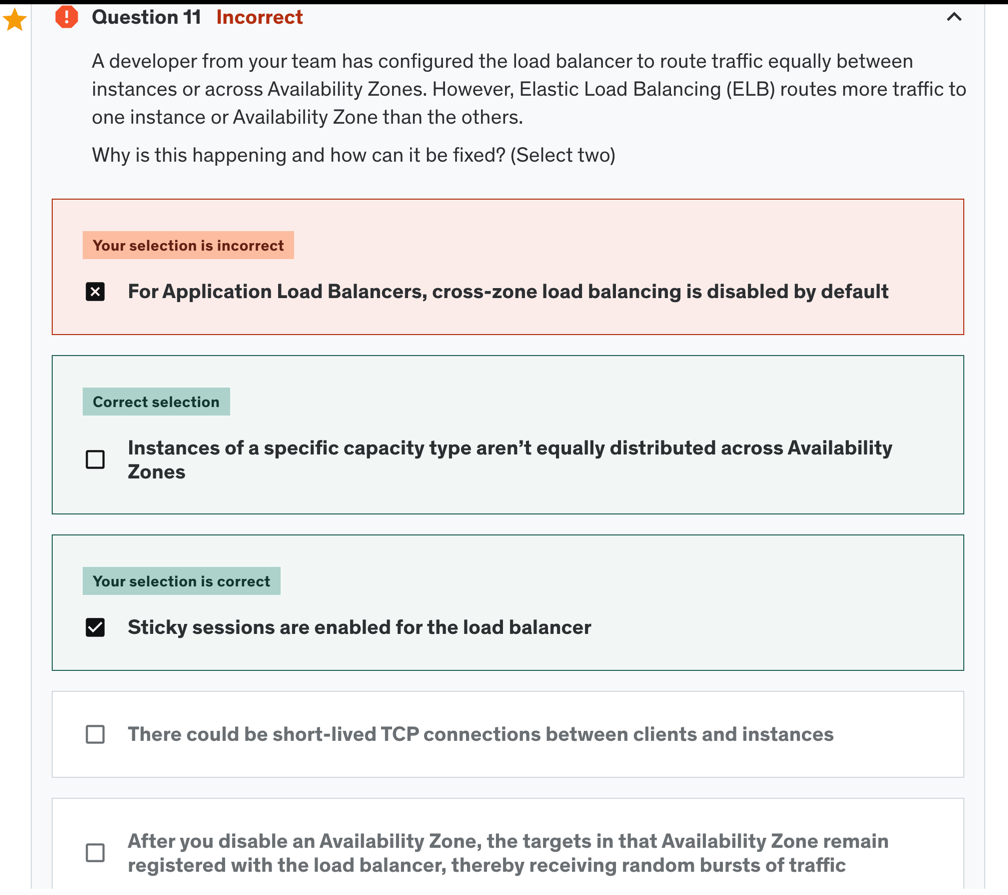 Question 11 Incorrect
A developer from your team has configured the load balancer to route traffic equally between
instances or across Availability Zones. However, Elastic Load Balancing (ELB) routes more traffic to
one instance or Availability Zone than the others.
Why is this happening and how can it be fixed? (Select two)
Your selection is incorrect
For Application Load Balancers, cross-zone load balancing is disabled by default
Correct selection
Instances of a specific capacity type aren’t equally distributed across Availability
Zones
Your selection is correct
Sticky sessions are enabled for the load balancer
There could be short-lived TCP connections between clients and instances
After you disable an Availability Zone, the targets in that Availability Zone remain
registered with the load balancer, thereby receiving random bursts of traffic